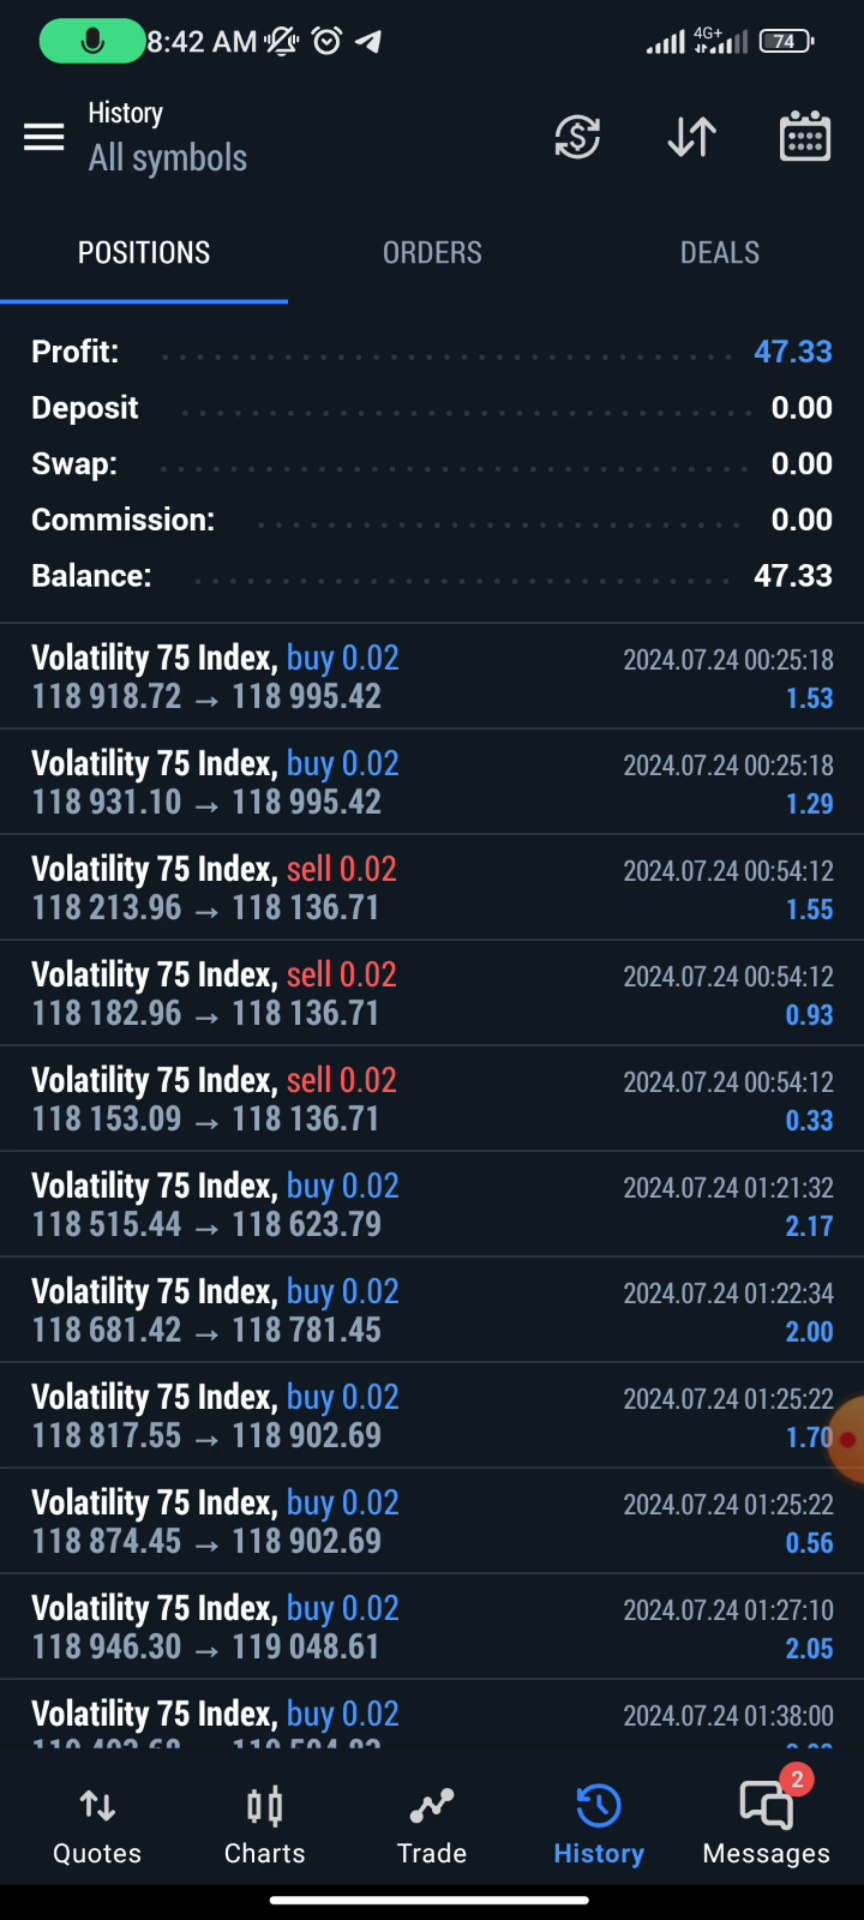 8:42 AM 4G+ 74
History
All symbols
POSITIONS ORDERS DEALS
Profit: 47.33
Deposit 0.00
Swap: 0.00
Commission: 0.00
Balance: 47.33
Volatility 75 Index, buy 0.02 2024.07.24 00:25:18
118 918.72 → 118 995.42 1.53
Volatility 75 Index, buy 0.02 2024.07.24 00:25:18
118 931.10 → 118 995.42 1.29
Volatility 75 Index, sell 0.02 2024.07.24 00:54:12
118 213.96 → 118 136.71 1.55
Volatility 75 Index, sell 0.02 2024.07.24 00:54:12
118 182.96 → 118 136.71 0.93
Volatility 75 Index, sell 0.02 2024.07.24 00:54:12
118 153.09 → 118 136.71 0.33
Volatility 75 Index, buy 0.02 2024.07.24 01:21:32
118 515.44 → 118 623.79 2.17
Volatility 75 Index, buy 0.02 2024.07.24 01:22:34
118 681.42 → 118 781.45 2.00
Volatility 75 Index, buy 0.02 2024.07.24 01:25:22
118 817.55 → 118 902.69 1.70
Volatility 75 Index, buy 0.02 2024.07.24 01:25:22
118 874.45 → 118 902.69 0.56
Volatility 75 Index, buy 0.02 2024.07.24 01:27:10
118 946.30 → 119 048.61 2.05
Volatility 75 Index, buy 0.02 2024.07.24 01:38:00
2
Quotes Charts Trade History Messages